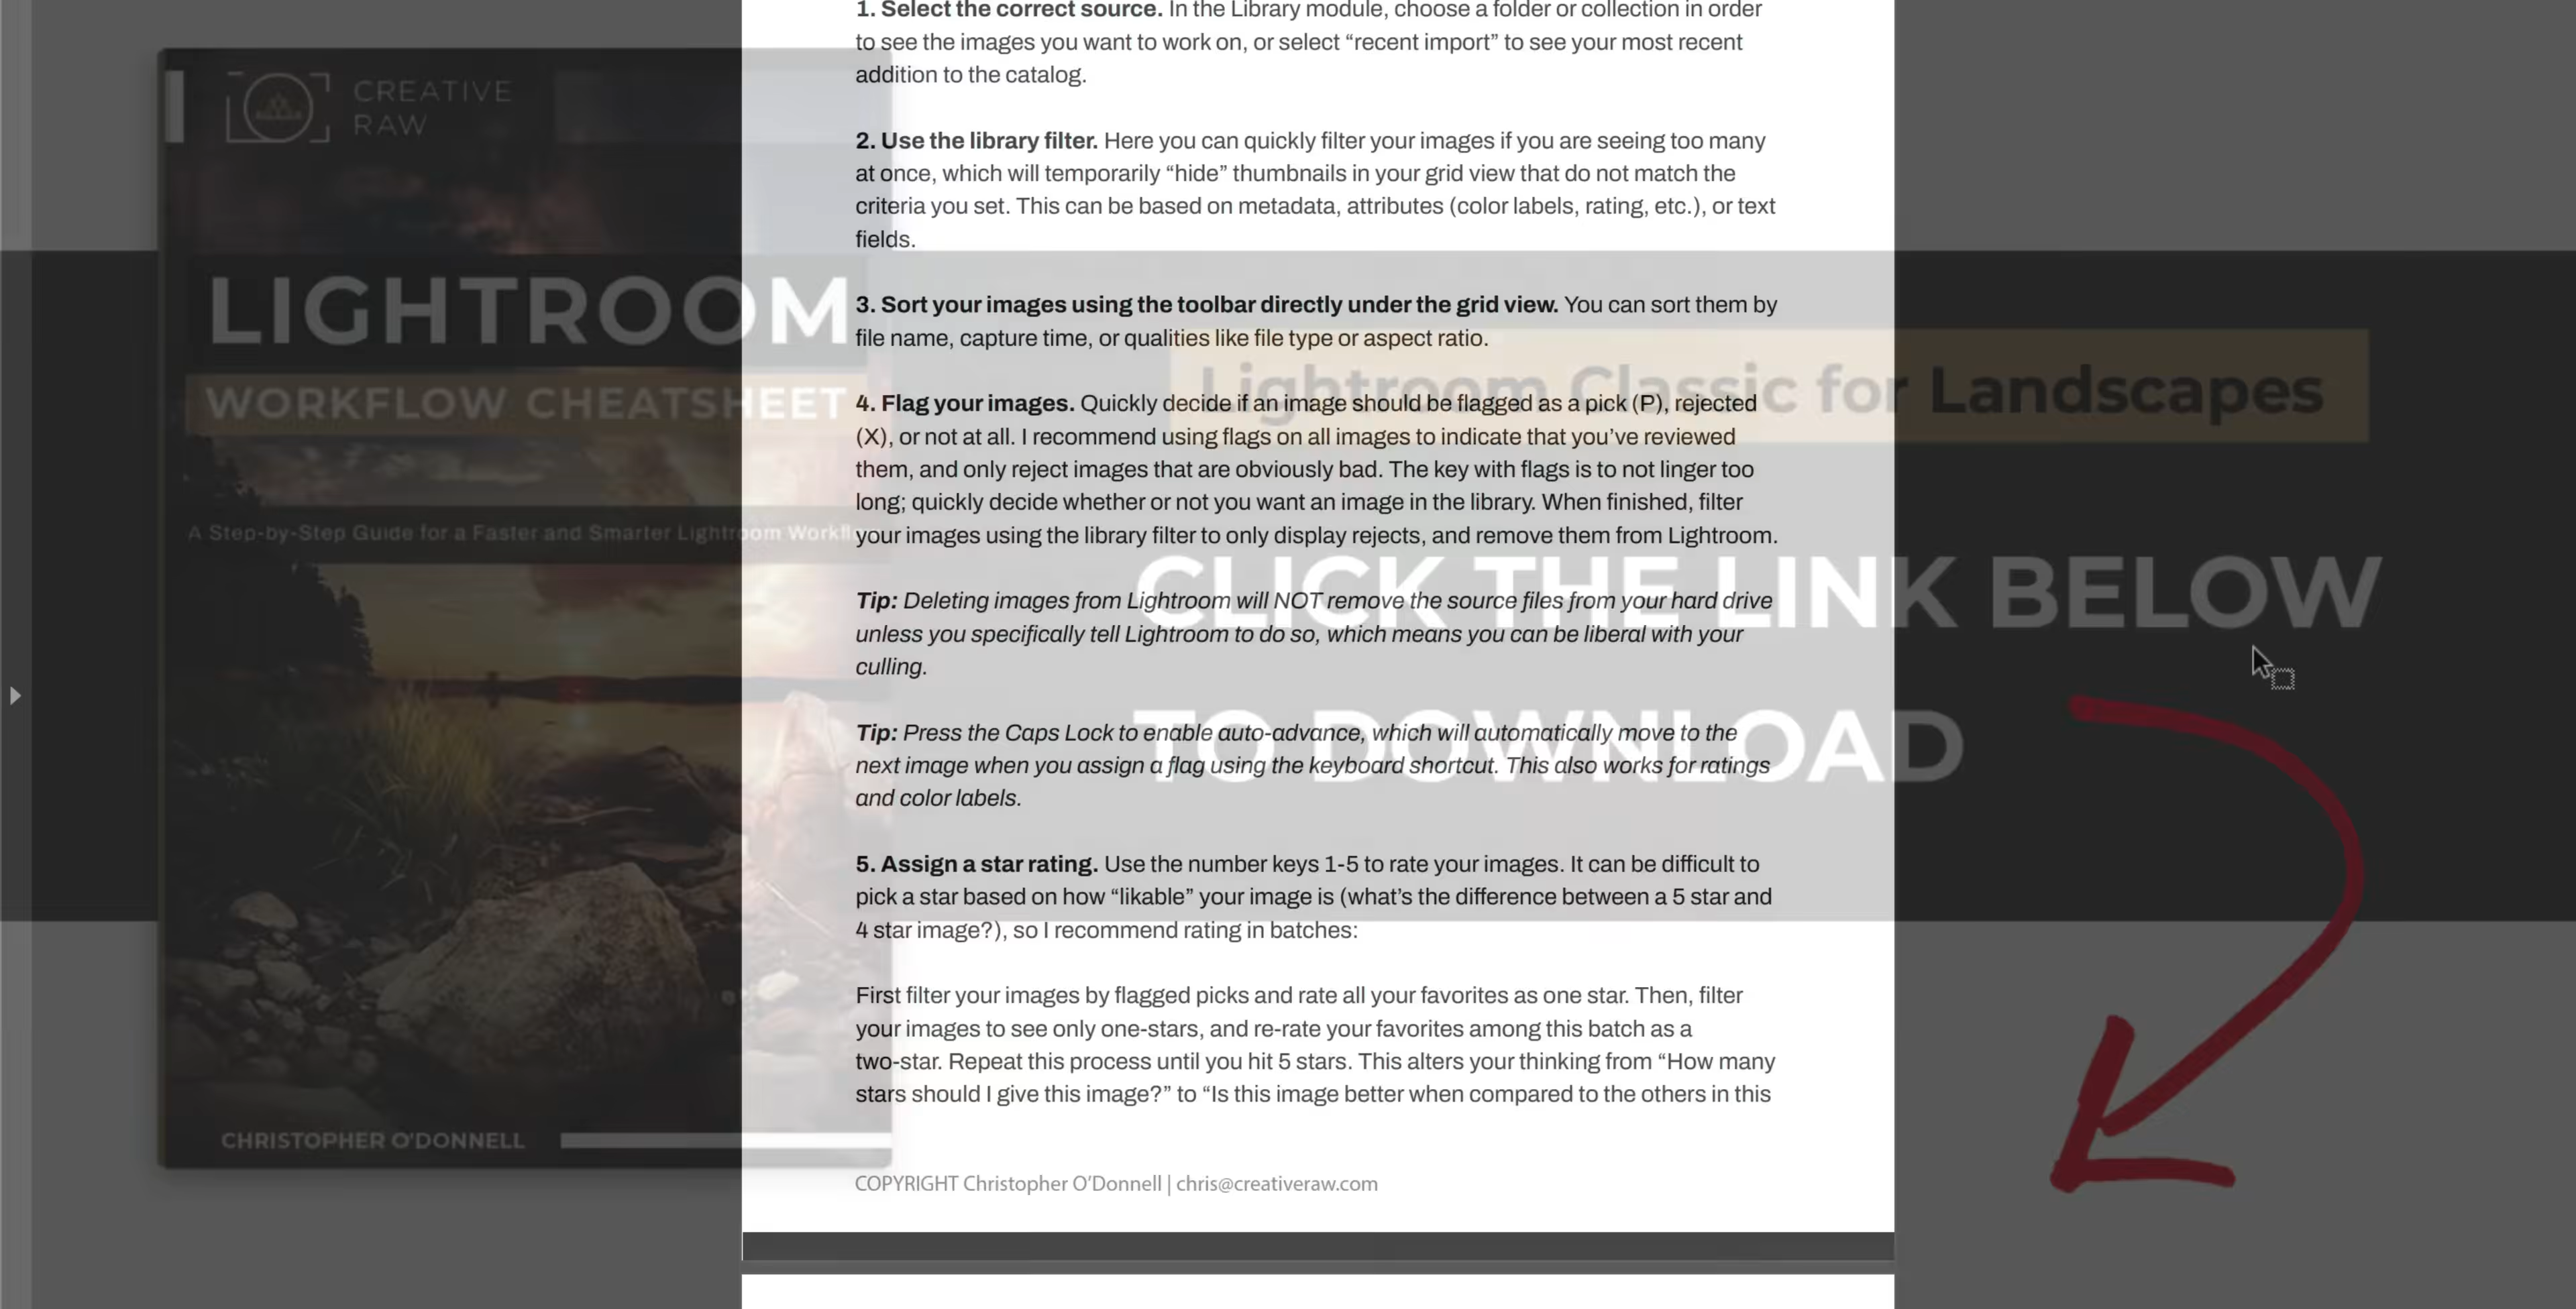 CREATIVE
RAW
LIGHTROOM
WORKFLOW CHEATSHEET
A Step-by-Step Guide for a Faster and Smarter Lightroom Workflow
CHRISTOPHER O'DONNELL
1. Select the correct source. In the Library module, choose a folder or collection in order
to see the images you want to work on, or select “recent import” to see your most recent
addition to the catalog.
2. Use the library filter. Here you can quickly filter your images if you are seeing too many
at once, which will temporarily “hide” thumbnails in your grid view that do not match the
criteria you set. This can be based on metadata, attributes (color labels, rating, etc.), or text
fields.
3. Sort your images using the toolbar directly under the grid view. You can sort them by
file name, capture time, or qualities like file type or aspect ratio.
4. Flag your images. Quickly decide if an image should be flagged as a pick (P), rejected
(X), or not at all. I recommend using flags on all images to indicate that you’ve reviewed
them, and only reject images that are obviously bad. The key with flags is to not linger too
long; quickly decide whether or not you want an image in the library. When finished, filter
your images using the library filter to only display rejects, and remove them from Lightroom.
Tip: Deleting images from Lightroom will NOT remove the source files from your hard drive
unless you specifically tell Lightroom to do so, which means you can be liberal with your
culling.
Tip: Press the Caps Lock to enable auto-advance, which will automatically move to the
next image when you assign a flag using the keyboard shortcut. This also works for ratings
and color labels.
5. Assign a star rating. Use the number keys 1-5 to rate your images. It can be difficult to
pick a star based on how “likable” your image is (what’s the difference between a 5 star and
4 star image?), so I recommend rating in batches:
First filter your images by flagged picks and rate all your favorites as one star. Then, filter
your images to see only one-stars, and re-rate your favorites among this batch as a
two-star. Repeat this process until you hit 5 stars. This alters your thinking from “How many
stars should I give this image?” to “Is this image better when compared to the others in this
COPYRIGHT Christopher O’Donnell | chris@creativeraw.com
Lightroom Classic for Landscapes
CLICK THE LINK BELOW
TO DOWNLOAD